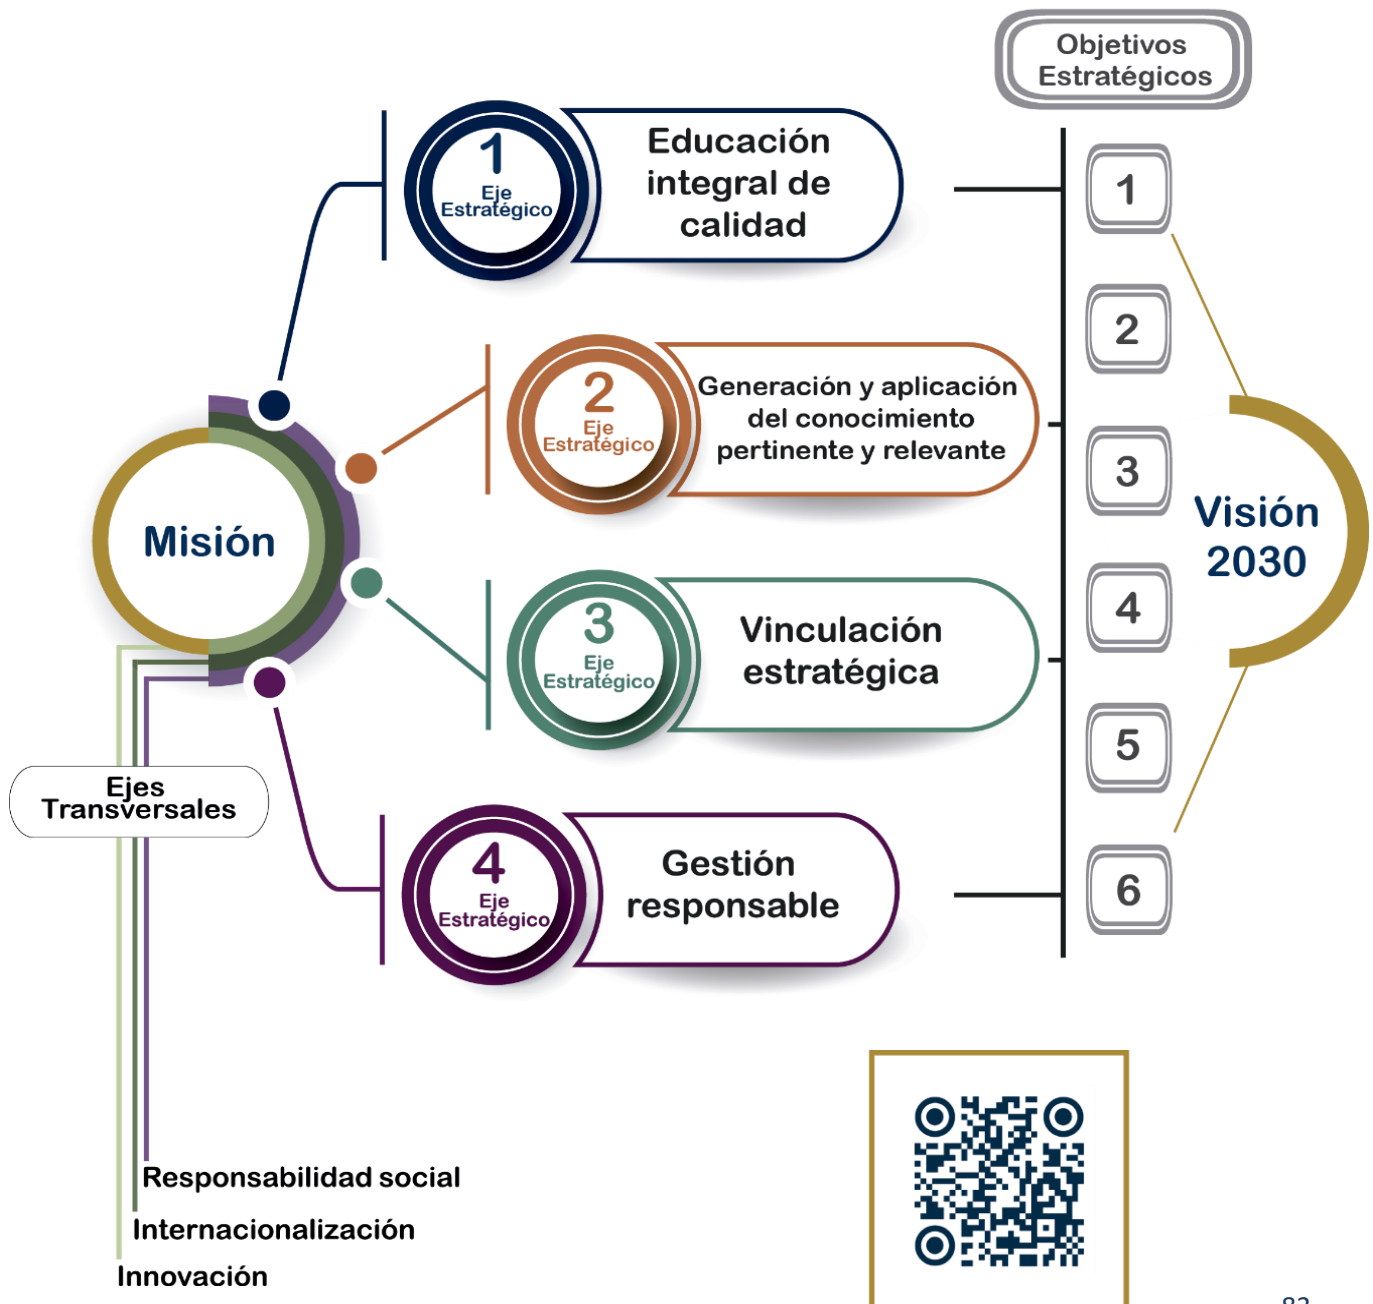 Objetivos
Estratégicos
1
Eje
Estratégico
Educación
integral de
calidad
2
Eje
Estratégico
Generación y aplicación
del conocimiento
pertinente y relevante
3
Eje
Estratégico
Vinculación
estratégica
4
Eje
Estratégico
Gestión
responsable
1
2
3
4
5
6
Misión
Visión
2030
Ejes
Transversales
Responsabilidad social
Internacionalización
Innovación